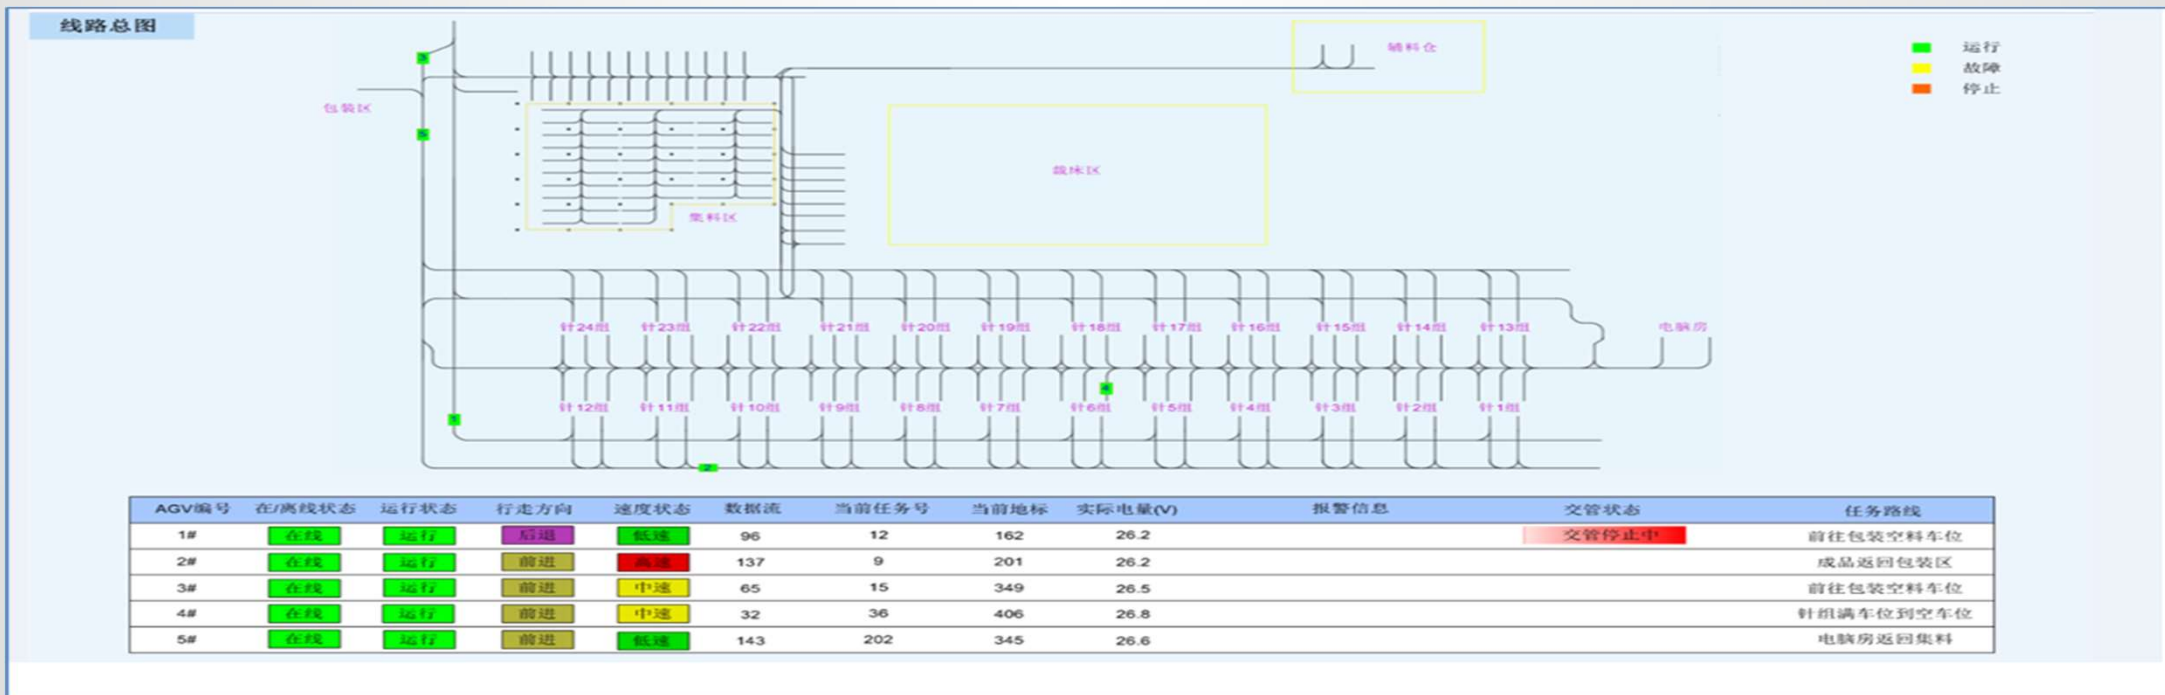 线路总图
运行
故障
停止
辅料仓
包装区
裁床区
集料区
针24组 针23组 针22组 针21组 针20组 针19组 针18组 针17组 针16组 针15组 针14组 针13组 电脑房
针12组 针11组 针10组 针9组 针8组 针7组 针6组 针5组 针4组 针3组 针2组 针1组
3
5
4
1
2
AGV编号 在/离线状态 运行状态 行走方向 速度状态 数据流 当前任务号 当前地标 实际电量(V) 报警信息 交管状态 任务路线
1# 在线 运行 后退 低速 96 12 162 26.2 交管停止中 前往包装空料车位
2# 在线 运行 前进 高速 137 9 201 26.2 成品返回包装区
3# 在线 运行 前进 中速 65 15 349 26.5 前往包装空料车位
4# 在线 运行 前进 中速 32 36 406 26.8 针组满车位到空车位
5# 在线 运行 前进 低速 143 202 345 26.6 电脑房返回集料